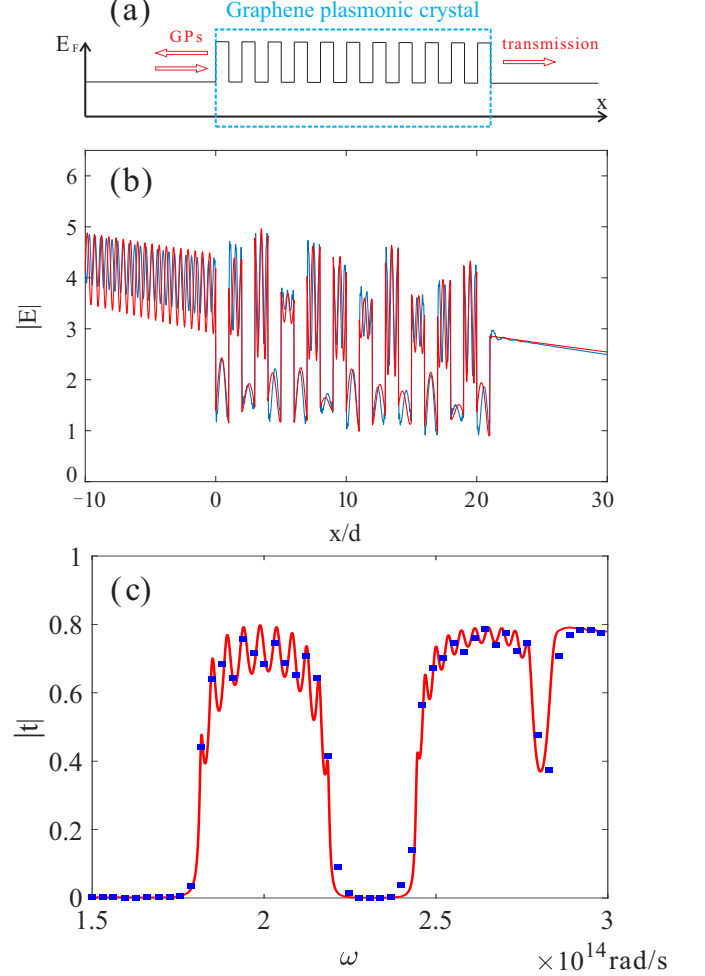 (a)
Graphene plasmonic crystal
E_F
GPs
transmission
x
(b)
6
5
4
3
2
1
0
|E|
−10
0
10
20
30
x/d
(c)
1
0.8
0.6
0.4
0.2
0
|t|
1.5
2
2.5
3
ω
×10^14 rad/s